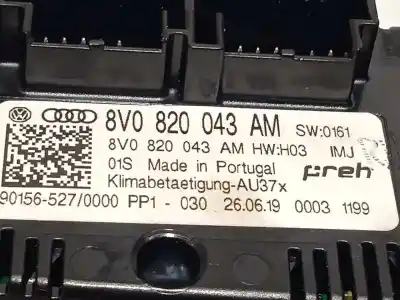 8V0 820 043 AM SW:0161
8V0 820 043 AM HW:H03 IMJ
01S Made in Portugal preh
Klimabetaetigung-AU37x
90156-527/0000 PP1 - 030 26.06.19 0003 1199